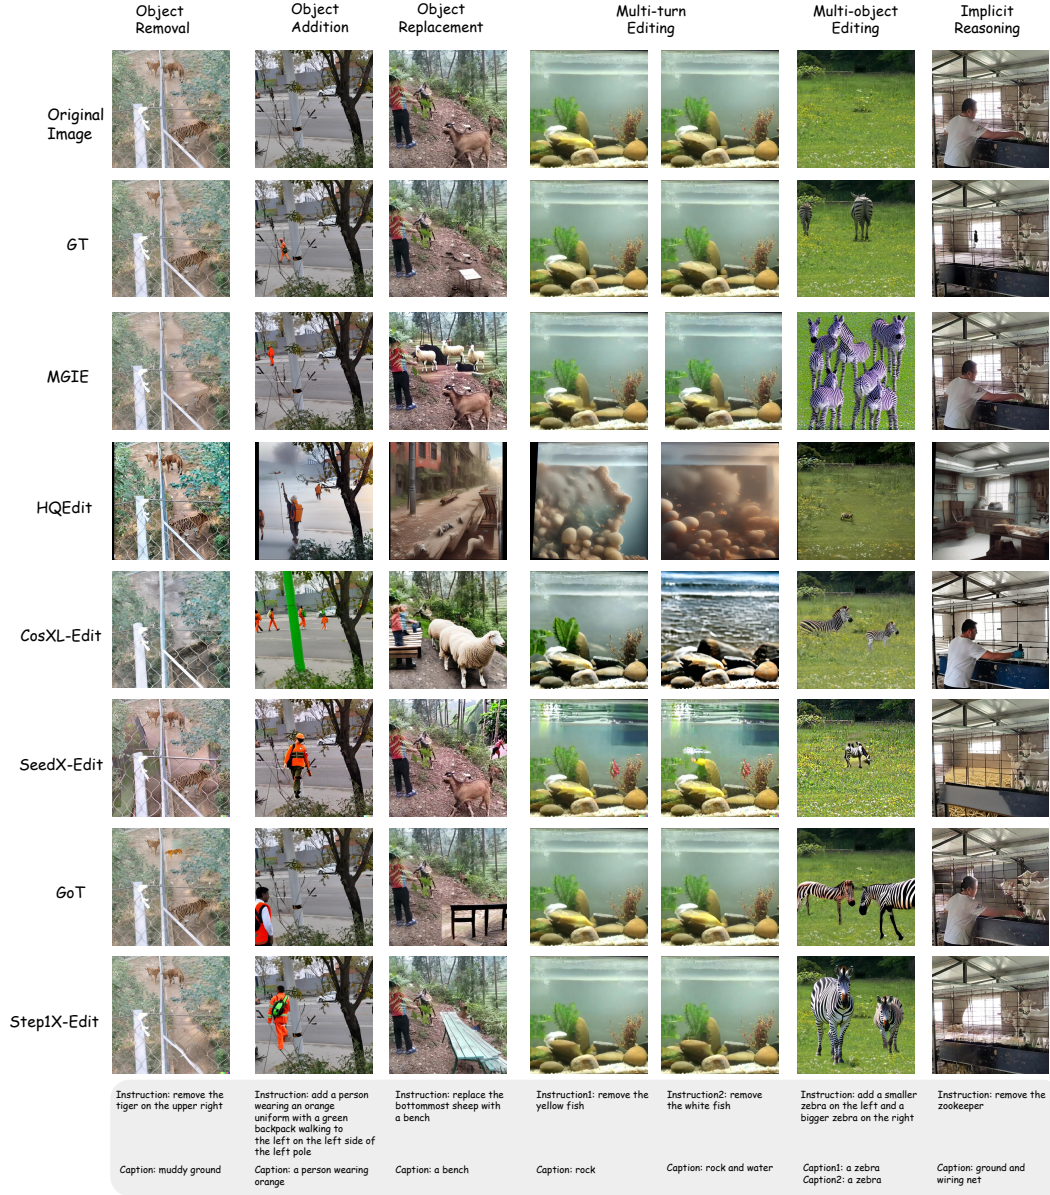 Object
Removal
Object
Addition
Object
Replacement
Multi-turn
Editing
Multi-object
Editing
Implicit
Reasoning
Original
Image
GT
MGIE
HQEdit
CosXL-Edit
SeedX-Edit
GoT
Step1X-Edit
Instruction: remove the
tiger on the upper right
Caption: muddy ground
Instruction: add a person
wearing an orange
uniform with a green
backpack walking to
the left on the left side of
the left pole
Caption: a person wearing
orange
Instruction: replace the
bottommost sheep with
a bench
Caption: a bench
Instruction1: remove the
yellow fish
Caption: rock
Instruction2: remove
the white fish
Caption: rock and water
Instruction: add a smaller
zebra on the left and a
bigger zebra on the right
Caption1: a zebra
Caption2: a zebra
Instruction: remove the
zookeeper
Caption: ground and
wiring net